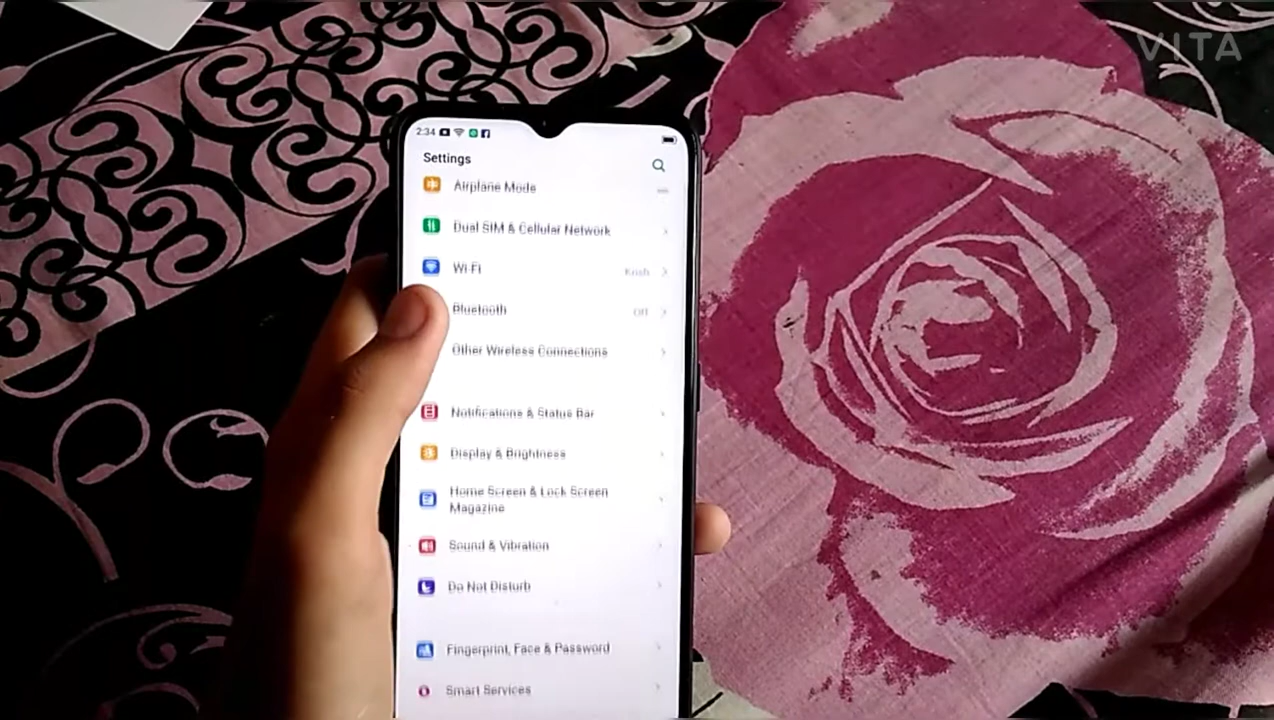 VITA
2:34
Settings
Airplane Mode
Dual SIM & Cellular Network
Wi-Fi Krish
Bluetooth Off
Other Wireless Connections
Notifications & Status Bar
Display & Brightness
Home Screen & Lock Screen
Magazine
Sound & Vibration
Do Not Disturb
Fingerprint, Face & Password
Smart Services